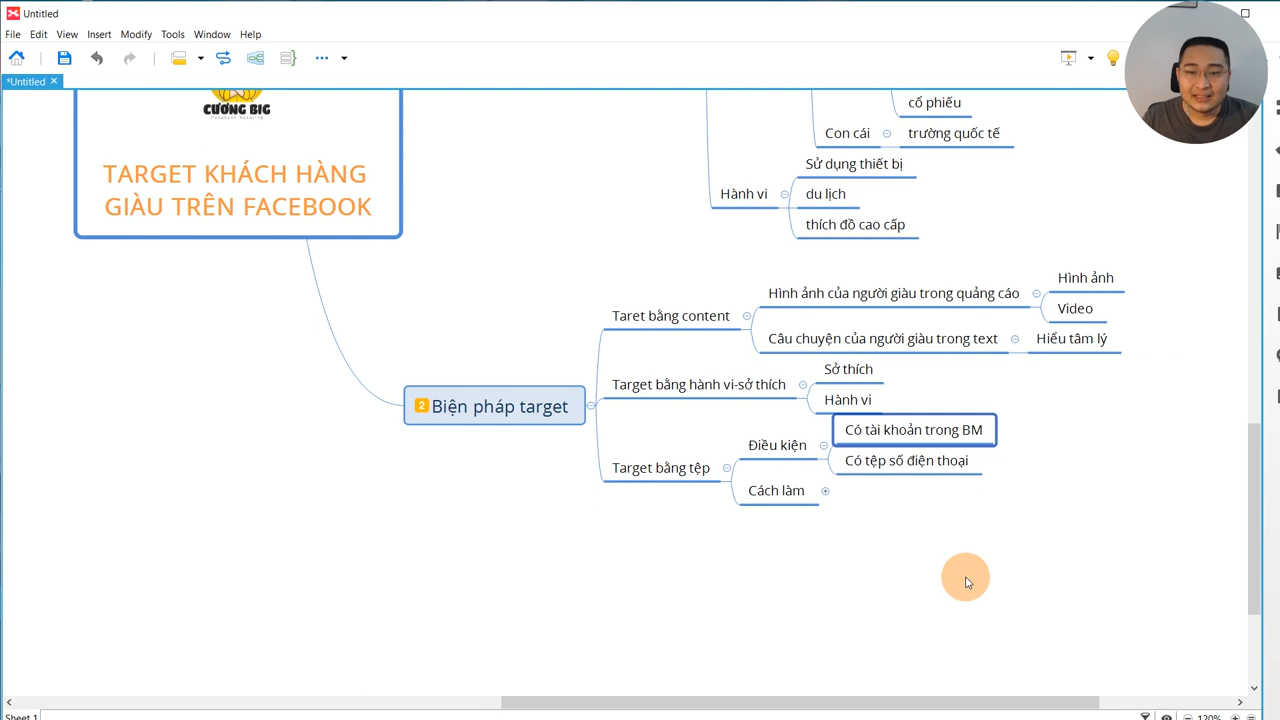 Untitled
File Edit View Insert Modify Tools Window Help
*Untitled
CƯƠNG BIG
Facebook Marketing
TARGET KHÁCH HÀNG
GIÀU TRÊN FACEBOOK
cổ phiếu
Con cái
trường quốc tế
Hành vi
Sử dụng thiết bị
du lịch
thích đồ cao cấp
2 Biện pháp target
Taret bằng content
Hình ảnh của người giàu trong quảng cáo
Hình ảnh
Video
Câu chuyện của người giàu trong text
Hiểu tâm lý
Target bằng hành vi-sở thích
Sở thích
Hành vi
Target bằng tệp
Điều kiện
Có tài khoản trong BM
Có tệp số điện thoại
Cách làm
Sheet 1
120%